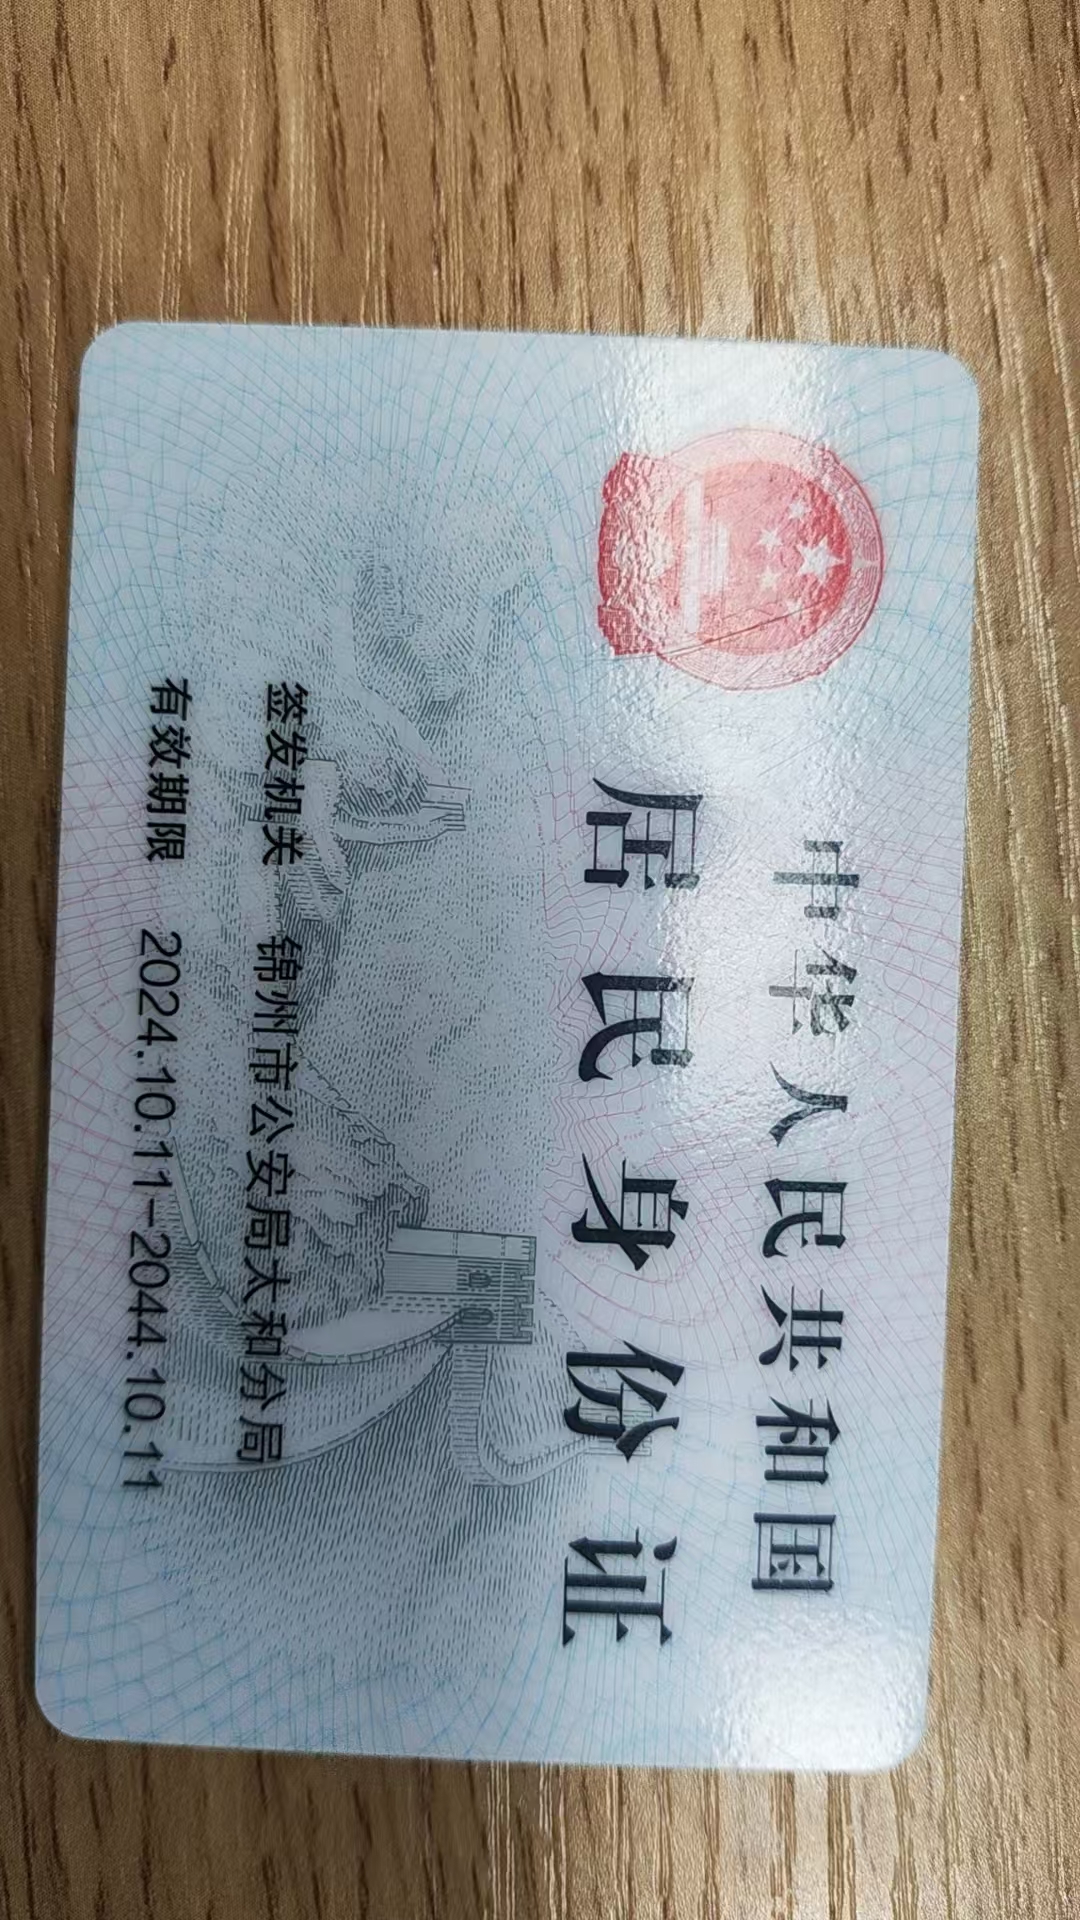 中华人民共和国
居民身份证
签发机关 锦州市公安局太和分局
有效期限 2024.10.11-2044.10.11